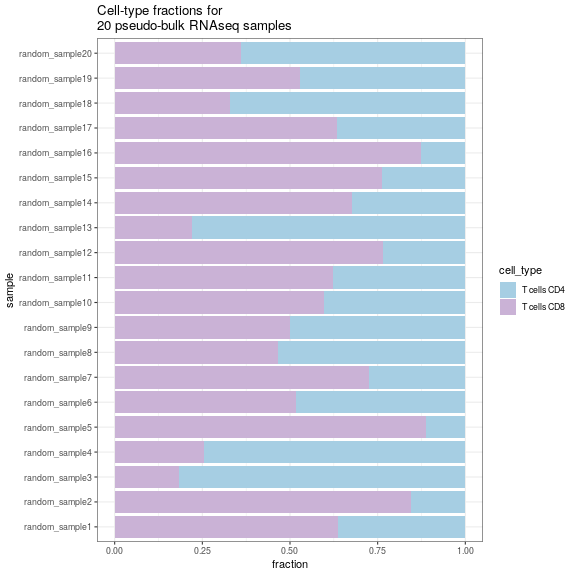 Cell-type fractions for
20 pseudo-bulk RNAseq samples
random_sample20
random_sample19
random_sample18
random_sample17
random_sample16
random_sample15
random_sample14
random_sample13
random_sample12
random_sample11
random_sample10
random_sample9
random_sample8
random_sample7
random_sample6
random_sample5
random_sample4
random_sample3
random_sample2
random_sample1
sample
0.00
0.25
0.50
0.75
1.00
fraction
cell_type
T cells CD4
T cells CD8